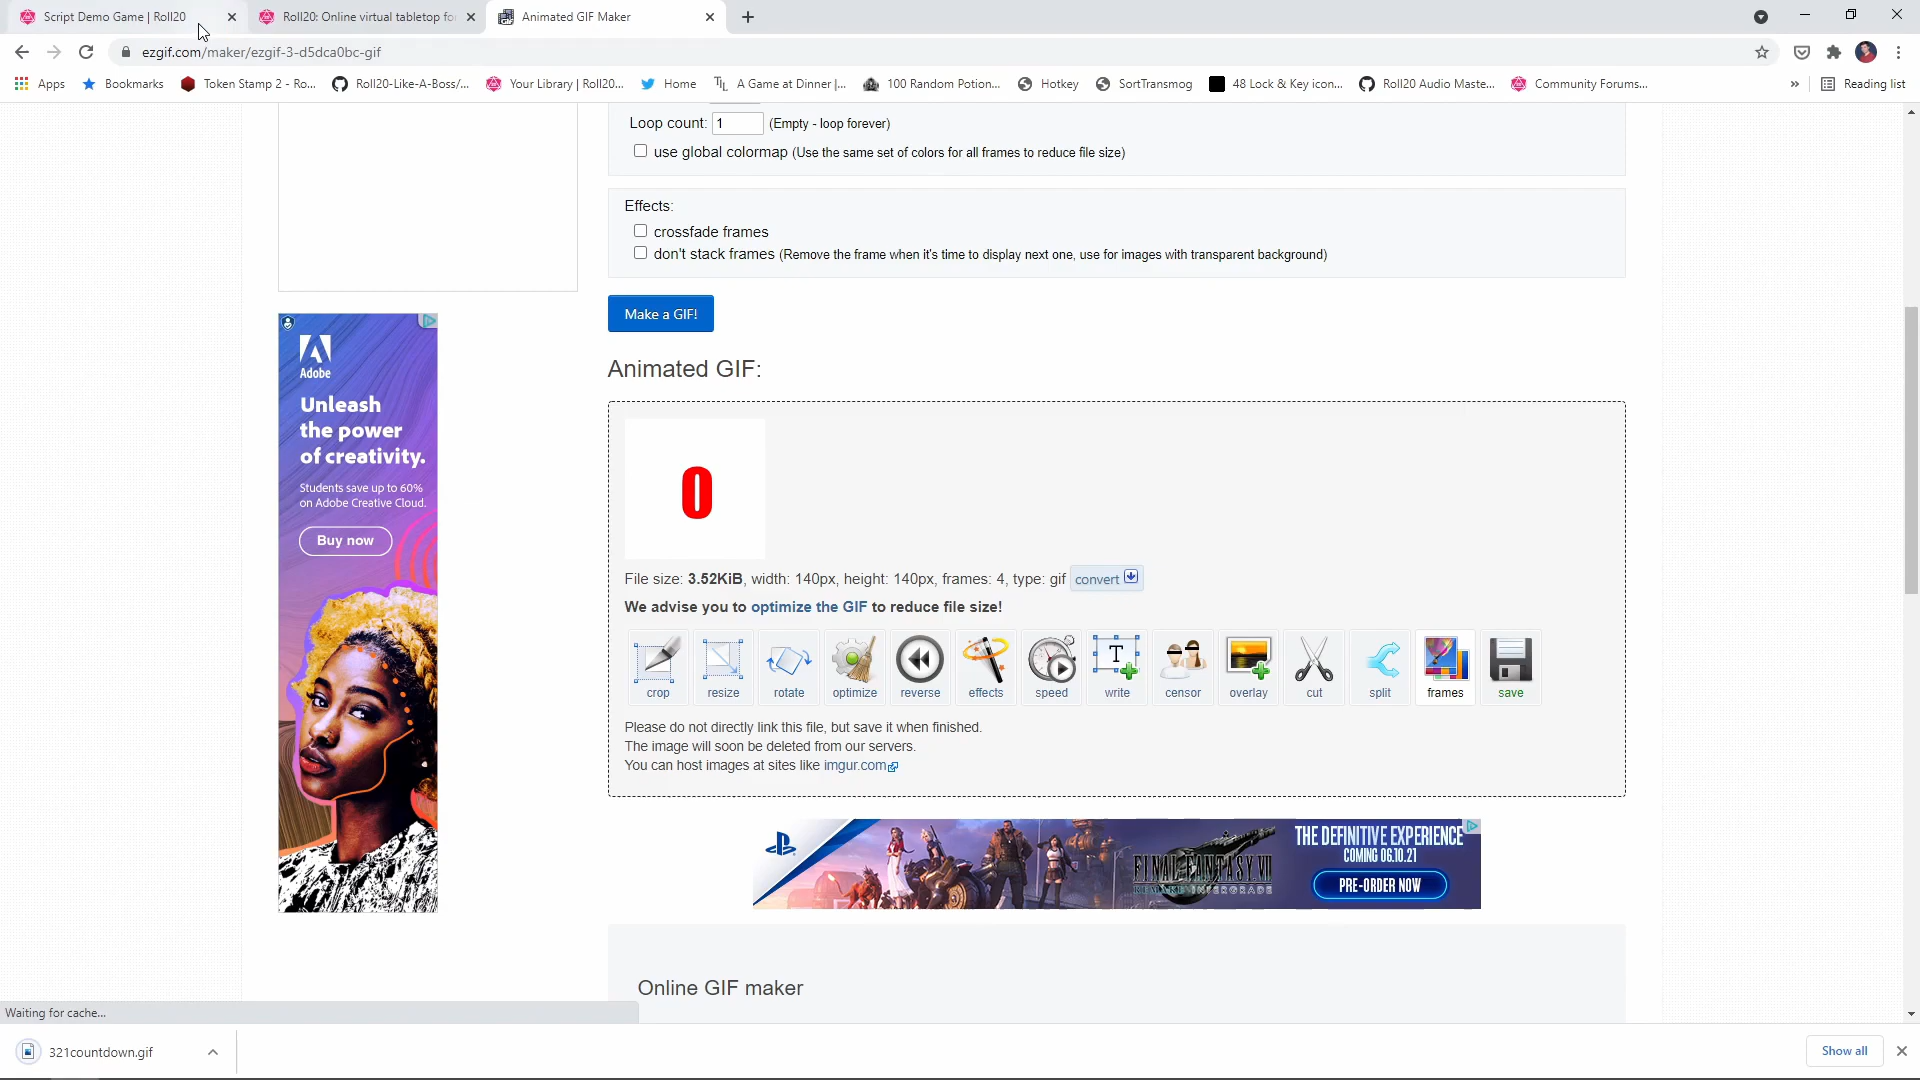 Script Demo Game | Roll20
Roll20: Online virtual tabletop fo
Animated GIF Maker
ezgif.com/maker/ezgif-3-d5dca0bc-gif
Apps
Bookmarks
Token Stamp 2 - Ro...
Roll20-Like-A-Boss/...
Your Library | Roll20...
Home
A Game at Dinner |...
100 Random Potion...
Hotkey
SortTransmog
48 Lock & Key icon...
Roll20 Audio Maste...
Community Forums...
»
Reading list
Loop count: 1 (Empty - loop forever)
use global colormap (Use the same set of colors for all frames to reduce file size)
Effects:
crossfade frames
don't stack frames (Remove the frame when it's time to display next one, use for images with transparent background)
Make a GIF!
Adobe
Unleash
the power
of creativity.
Students save up to 60%
on Adobe Creative Cloud.
Buy now
Animated GIF:
0
File size: 3.52KiB, width: 140px, height: 140px, frames: 4, type: gif convert
We advise you to optimize the GIF to reduce file size!
crop
resize
rotate
optimize
reverse
effects
speed
T
write
censor
overlay
cut
split
frames
save
Please do not directly link this file, but save it when finished.
The image will soon be deleted from our servers.
You can host images at sites like imgur.com
FINAL FANTASY VII
REMAKE INTERGRADE
THE DEFINITIVE EXPERIENCE
COMING 06.10.21
PRE-ORDER NOW
Online GIF maker
Waiting for cache...
321countdown.gif
Show all